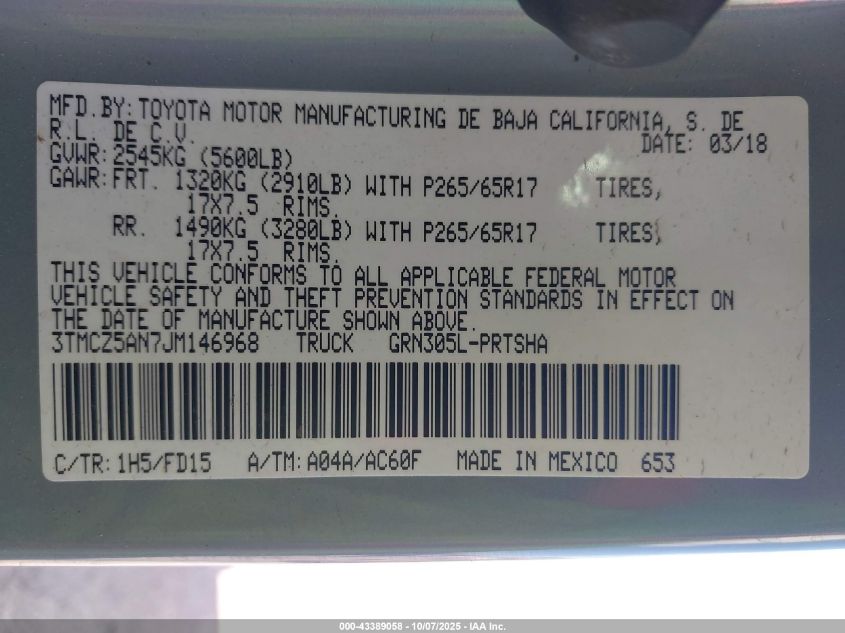 MFD.BY:TOYOTA MOTOR MANUFACTURING DE BAJA CALIFORNIA, S. DE
R.L. DE C.V.
DATE: 03/18
GVWR:2545KG (5600LB)
GAWR:FRT. 1320KG (2910LB) WITH P265/65R17 TIRES,
17X7.5 RIMS.
RR. 1490KG (3280LB) WITH P265/65R17 TIRES,
17X7.5 RIMS.
THIS VEHICLE CONFORMS TO ALL APPLICABLE FEDERAL MOTOR
VEHICLE SAFETY AND THEFT PREVENTION STANDARDS IN EFFECT ON
THE DATE OF MANUFACTURE SHOWN ABOVE.
3TMCZ5AN7JM146968 TRUCK GRN305L-PRTSHA
C/TR:1H5/FD15 A/TM:A04A/AC60F MADE IN MEXICO 653
000-43389058 - 10/07/2025 - IAA Inc.